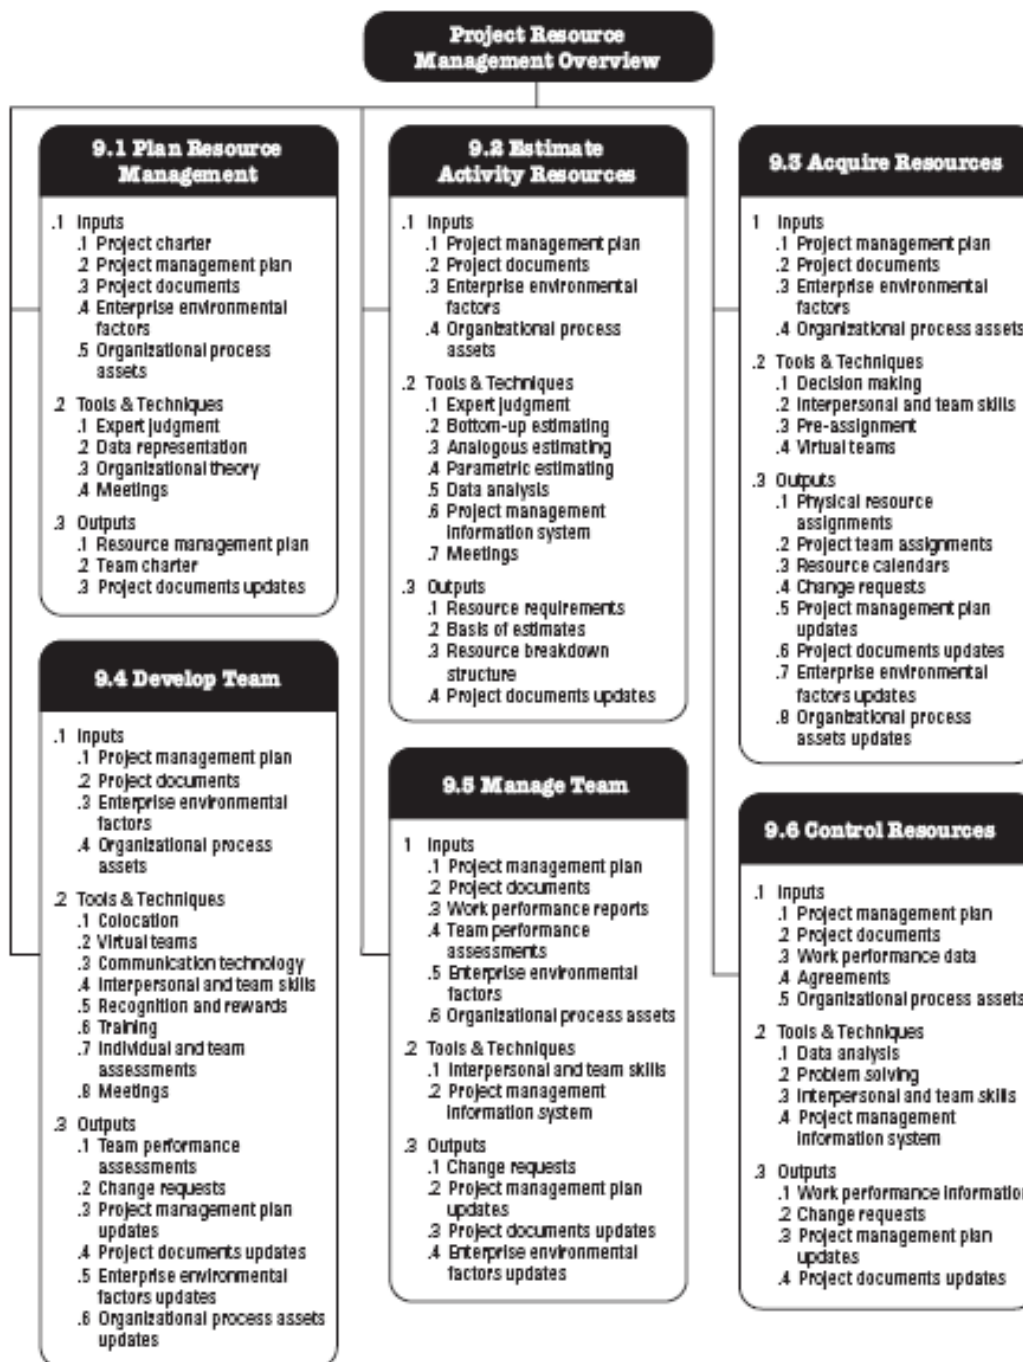 Project Resource
Management Overview
9.1 Plan Resource
Management
.1 Inputs
.1 Project charter
.2 Project management plan
.3 Project documents
.4 Enterprise environmental
factors
.5 Organizational process
assets
.2 Tools & Techniques
.1 Expert judgment
.2 Data representation
.3 Organizational theory
.4 Meetings
.3 Outputs
.1 Resource management plan
.2 Team charter
.3 Project documents updates
9.2 Estimate
Activity Resources
.1 Inputs
.1 Project management plan
.2 Project documents
.3 Enterprise environmental
factors
.4 Organizational process
assets
.2 Tools & Techniques
.1 Expert judgment
.2 Bottom-up estimating
.3 Analogous estimating
.4 Parametric estimating
.5 Data analysis
.6 Project management
information system
.7 Meetings
.3 Outputs
.1 Resource requirements
.2 Basis of estimates
.3 Resource breakdown
structure
.4 Project documents updates
9.3 Acquire Resources
1 Inputs
.1 Project management plan
.2 Project documents
.3 Enterprise environmental
factors
.4 Organizational process assets
.2 Tools & Techniques
.1 Decision making
.2 Interpersonal and team skills
.3 Pre-assignment
.4 Virtual teams
.3 Outputs
.1 Physical resource
assignments
.2 Project team assignments
.3 Resource calendars
.4 Change requests
.5 Project management plan
updates
.6 Project documents updates
.7 Enterprise environmental
factors updates
.8 Organizational process
assets updates
9.4 Develop Team
.1 Inputs
.1 Project management plan
.2 Project documents
.3 Enterprise environmental
factors
.4 Organizational process
assets
.2 Tools & Techniques
.1 Colocation
.2 Virtual teams
.3 Communication technology
.4 Interpersonal and team skills
.5 Recognition and rewards
.6 Training
.7 Individual and team
assessments
.8 Meetings
.3 Outputs
.1 Team performance
assessments
.2 Change requests
.3 Project management plan
updates
.4 Project documents updates
.5 Enterprise environmental
factors updates
.6 Organizational process assets
updates
9.5 Manage Team
1 Inputs
.1 Project management plan
.2 Project documents
.3 Work performance reports
.4 Team performance
assessments
.5 Enterprise environmental
factors
.6 Organizational process assets
.2 Tools & Techniques
.1 Interpersonal and team skills
.2 Project management
information system
.3 Outputs
.1 Change requests
.2 Project management plan
updates
.3 Project documents updates
.4 Enterprise environmental
factors updates
9.6 Control Resources
.1 Inputs
.1 Project management plan
.2 Project documents
.3 Work performance data
.4 Agreements
.5 Organizational process assets
.2 Tools & Techniques
.1 Data analysis
.2 Problem solving
.3 Interpersonal and team skills
.4 Project management
information system
.3 Outputs
.1 Work performance information
.2 Change requests
.3 Project management plan
updates
.4 Project documents updates